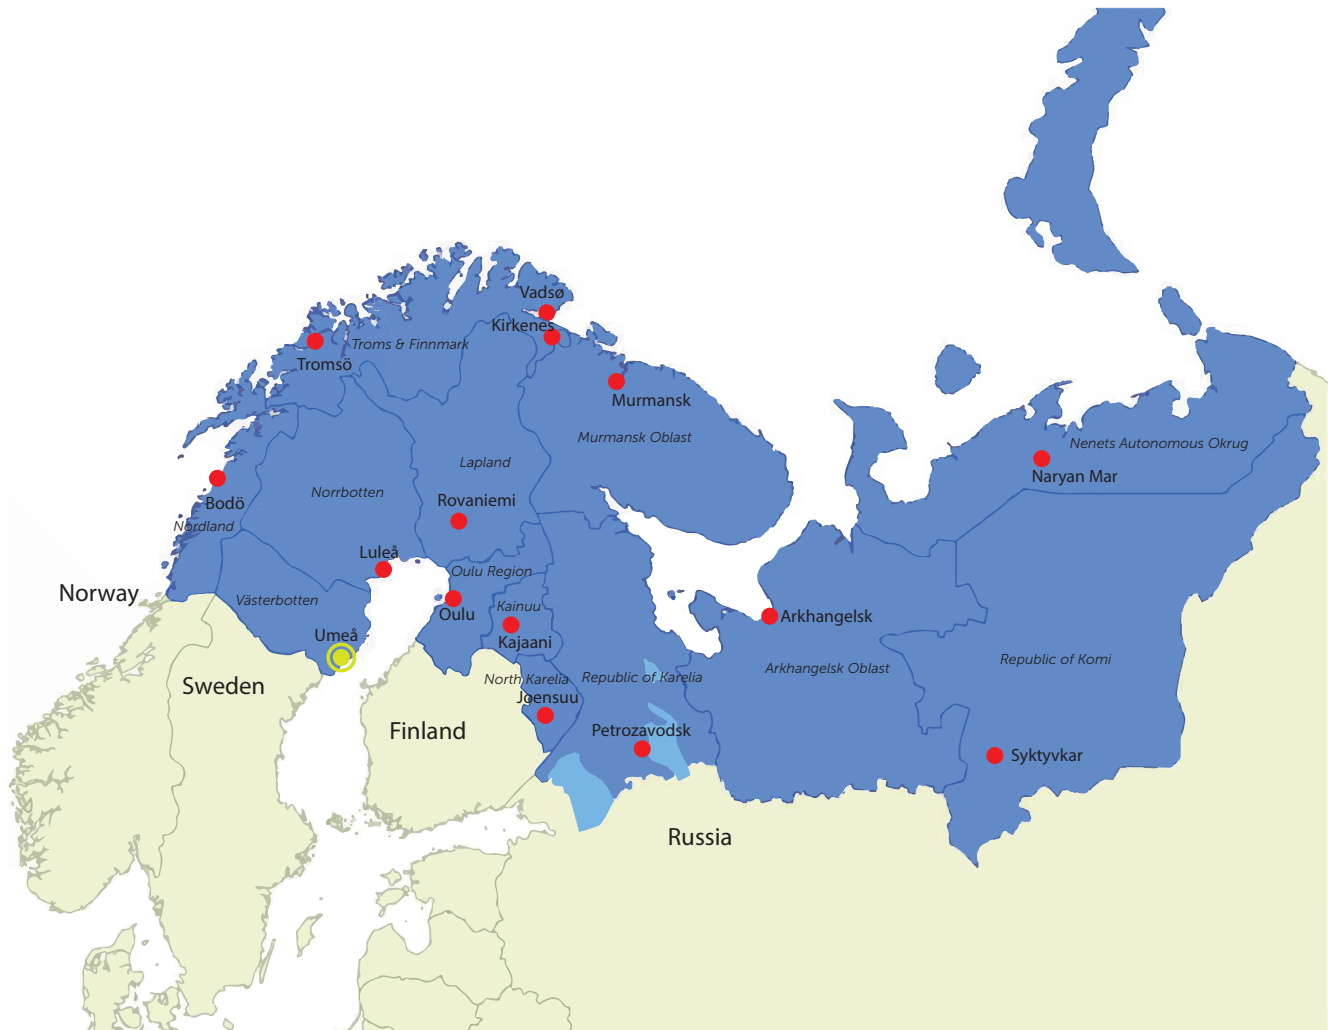 Vadsø
Kirkenes
Troms & Finnmark
Tromsö
Murmansk
Murmansk Oblast
Nenets Autonomous Okrug
Lapland
Naryan Mar
Norrbotten
Rovaniemi
Bodö
Nordland
Luleå
Oulu Region
Norway
Västerbotten
Kainuu
Oulu
Arkhangelsk
Umeå
Kajaani
Republic of Komi
Arkhangelsk Oblast
North Karelia
Republic of Karelia
Sweden
Joensuu
Finland
Petrozavodsk
Syktyvkar
Russia